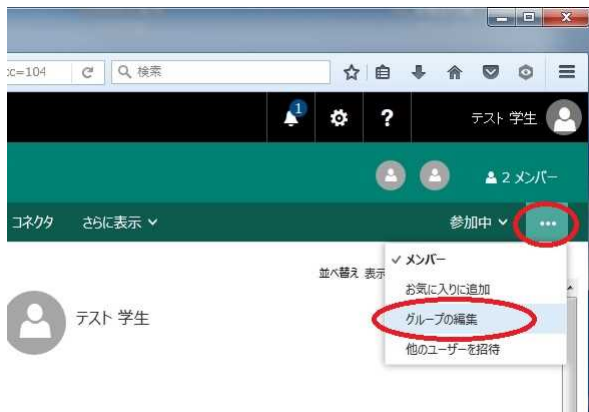 cc=104
検索
1
?
テスト 学生
2 メンバー
コネクタ さらに表示
参加中
...
並べ替え 表示
メンバー
お気に入りに追加
グループの編集
他のユーザーを招待
テスト 学生